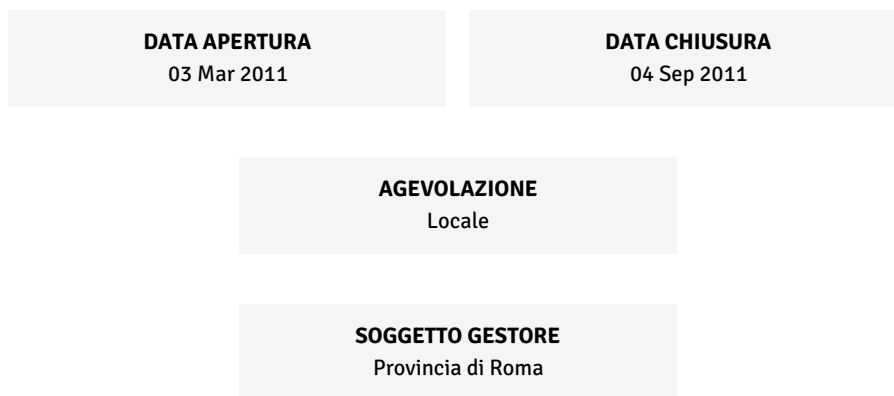 DATA APERTURA
03 Mar 2011
DATA CHIUSURA
04 Sep 2011
AGEVOLAZIONE
Locale
SOGGETTO GESTORE
Provincia di Roma